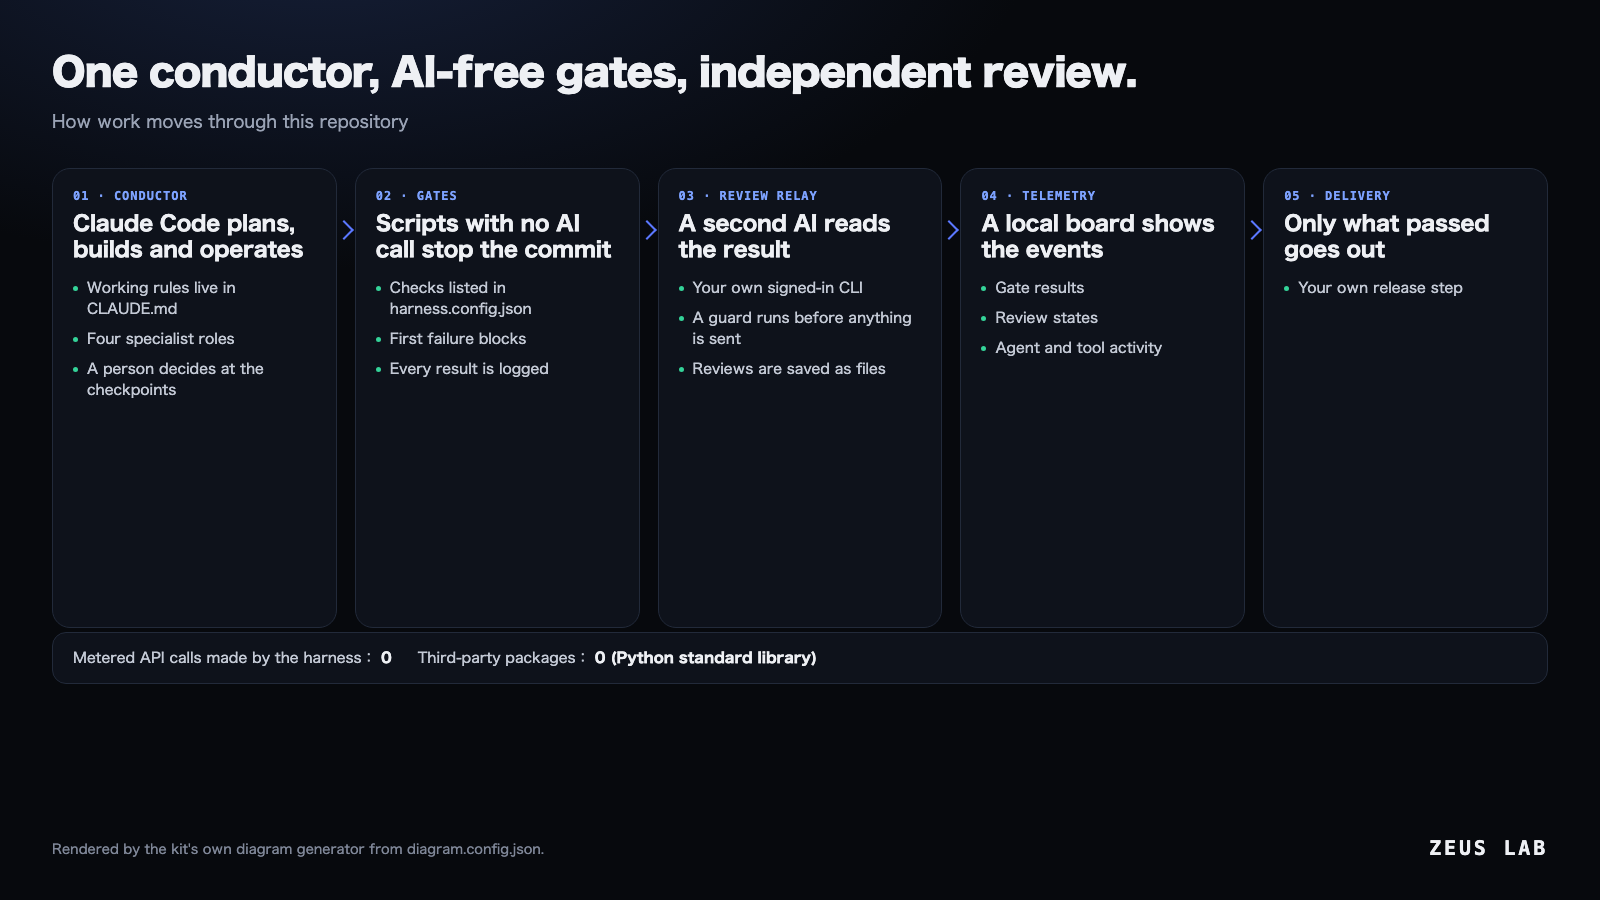 One conductor, AI-free gates, independent review.
How work moves through this repository
01 · CONDUCTOR
Claude Code plans,
builds and operates
• Working rules live in
CLAUDE.md
• Four specialist roles
• A person decides at the
checkpoints
02 · GATES
Scripts with no AI
call stop the commit
• Checks listed in
harness.config.json
• First failure blocks
• Every result is logged
03 · REVIEW RELAY
A second AI reads
the result
• Your own signed-in CLI
• A guard runs before anything
is sent
• Reviews are saved as files
04 · TELEMETRY
A local board shows
the events
• Gate results
• Review states
• Agent and tool activity
05 · DELIVERY
Only what passed
goes out
• Your own release step
Metered API calls made by the harness : 0 Third-party packages : 0 (Python standard library)
Rendered by the kit's own diagram generator from diagram.config.json.
ZEUS LAB